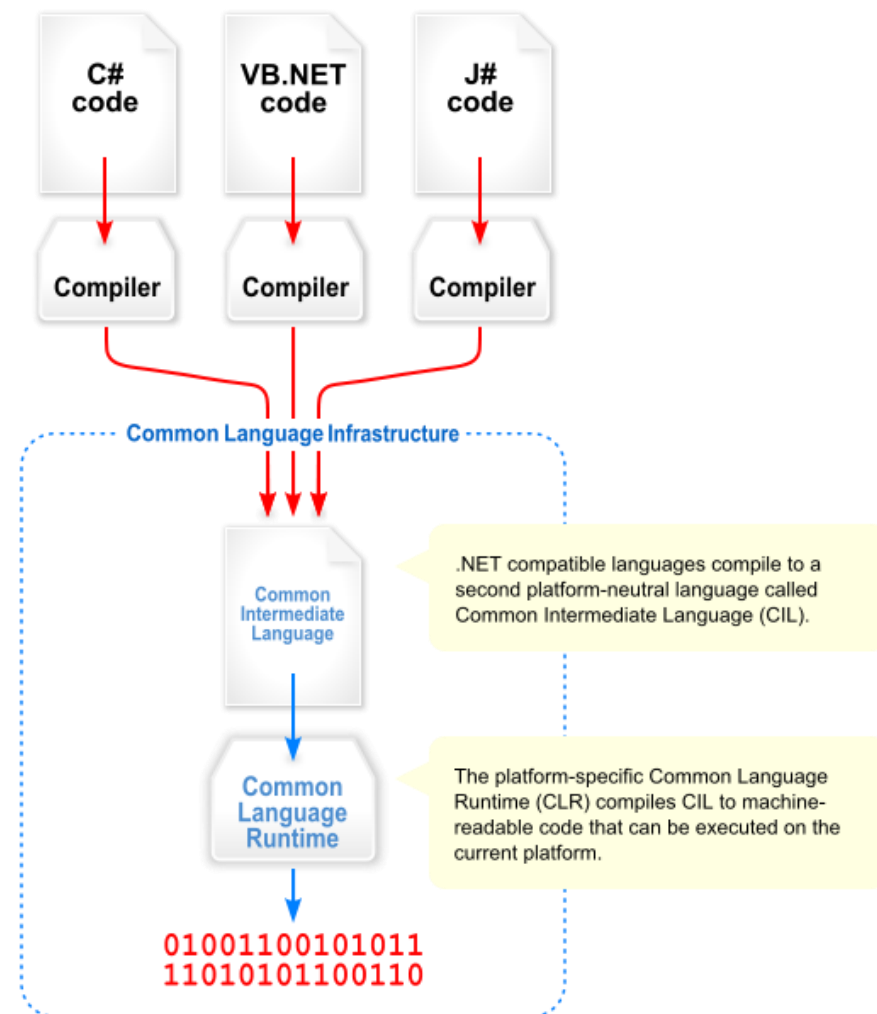 C#
code
VB.NET
code
J#
code
Compiler
Compiler
Compiler
Common Language Infrastructure
Common
Intermediate
Language
.NET compatible languages compile to a
second platform-neutral language called
Common Intermediate Language (CIL).
Common
Language
Runtime
The platform-specific Common Language
Runtime (CLR) compiles CIL to machine-
readable code that can be executed on the
current platform.
01001100101011
11010101100110